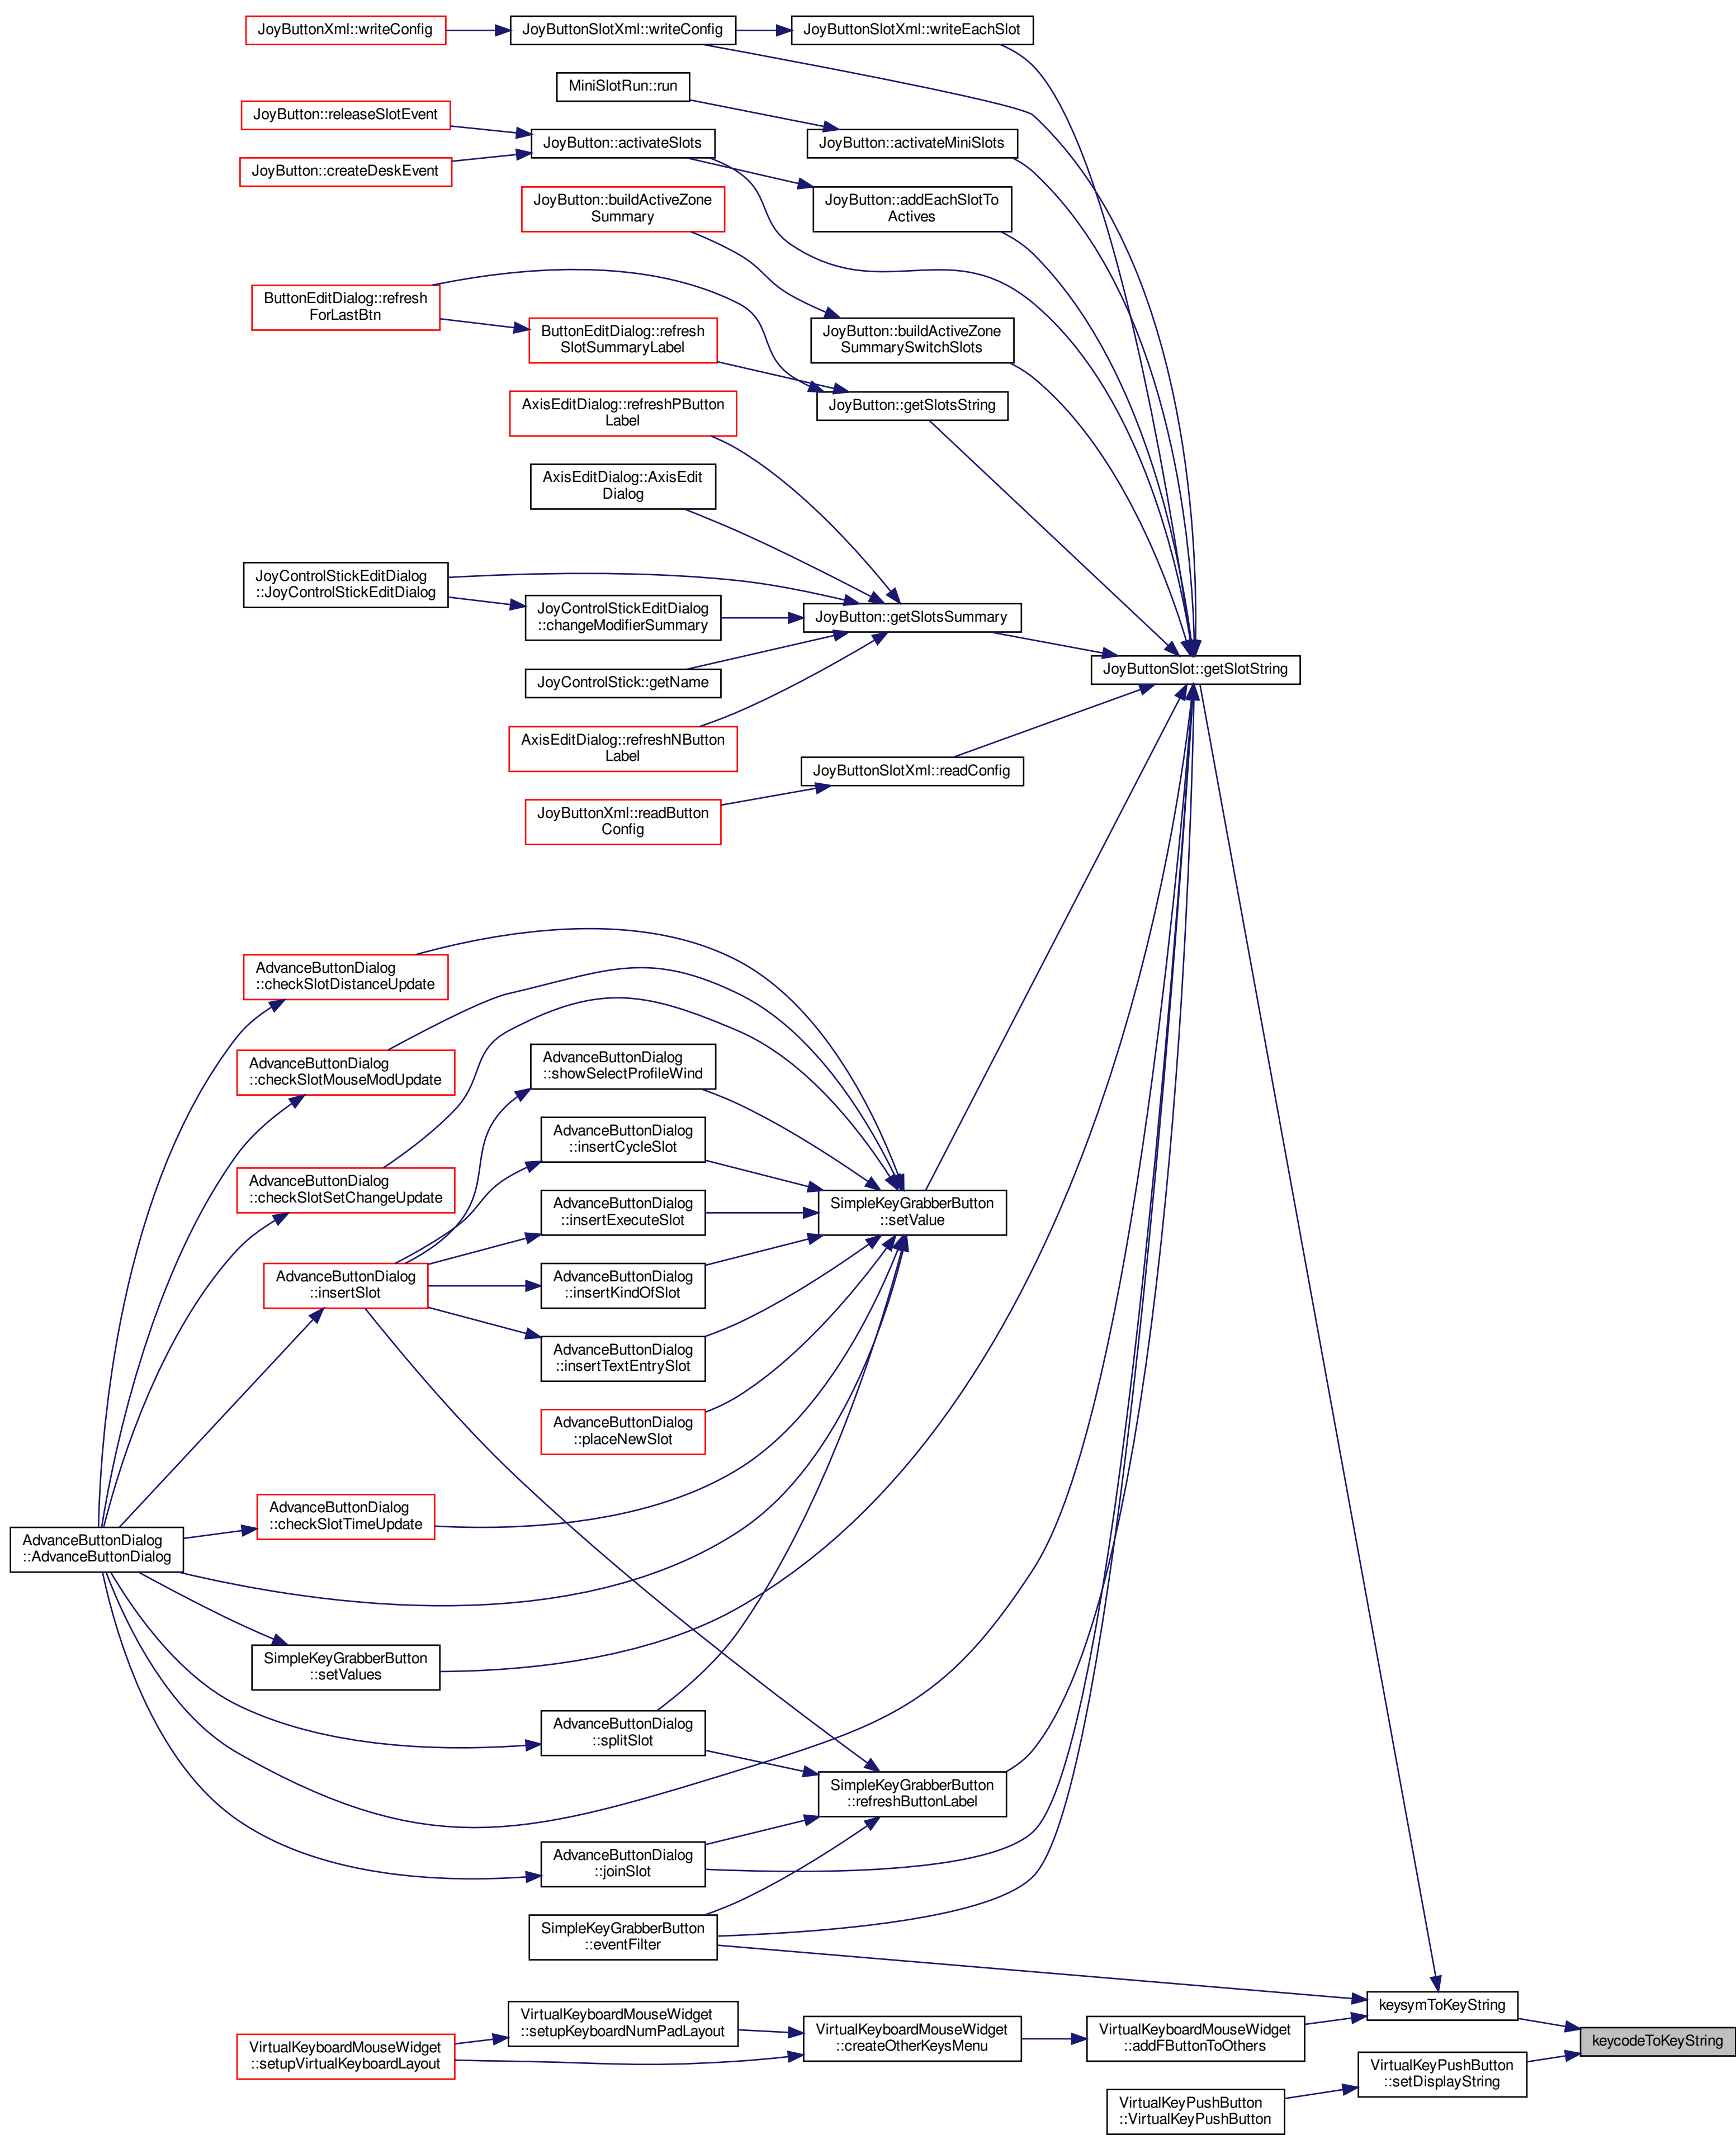 JoyButtonXml::writeConfig
JoyButtonSlotXml::writeConfig
JoyButtonSlotXml::writeEachSlot
MiniSlotRun::run
JoyButton::releaseSlotEvent
JoyButton::activateSlots
JoyButton::activateMiniSlots
JoyButton::createDeskEvent
JoyButton::buildActiveZone
Summary
JoyButton::addEachSlotTo
Actives
ButtonEditDialog::refresh
ForLastBtn
ButtonEditDialog::refresh
SlotSummaryLabel
JoyButton::buildActiveZone
SummarySwitchSlots
AxisEditDialog::refreshPButton
Label
JoyButton::getSlotsString
AxisEditDialog::AxisEdit
Dialog
JoyControlStickEditDialog
::JoyControlStickEditDialog
JoyControlStickEditDialog
::changeModifierSummary
JoyButton::getSlotsSummary
JoyControlStick::getName
JoyButtonSlot::getSlotString
AxisEditDialog::refreshNButton
Label
JoyButtonSlotXml::readConfig
JoyButtonXml::readButton
Config
AdvanceButtonDialog
::checkSlotDistanceUpdate
AdvanceButtonDialog
::checkSlotMouseModUpdate
AdvanceButtonDialog
::showSelectProfileWind
AdvanceButtonDialog
::insertCycleSlot
AdvanceButtonDialog
::checkSlotSetChangeUpdate
AdvanceButtonDialog
::insertExecuteSlot
SimpleKeyGrabberButton
::setValue
AdvanceButtonDialog
::insertSlot
AdvanceButtonDialog
::insertKindOfSlot
AdvanceButtonDialog
::insertTextEntrySlot
AdvanceButtonDialog
::placeNewSlot
AdvanceButtonDialog
::checkSlotTimeUpdate
AdvanceButtonDialog
::AdvanceButtonDialog
SimpleKeyGrabberButton
::setValues
AdvanceButtonDialog
::splitSlot
SimpleKeyGrabberButton
::refreshButtonLabel
AdvanceButtonDialog
::joinSlot
SimpleKeyGrabberButton
::eventFilter
keysymToKeyString
VirtualKeyboardMouseWidget
::setupKeyboardNumPadLayout
VirtualKeyboardMouseWidget
::createOtherKeysMenu
VirtualKeyboardMouseWidget
::addFButtonToOthers
keycodeToKeyString
VirtualKeyboardMouseWidget
::setupVirtualKeyboardLayout
VirtualKeyPushButton
::setDisplayString
VirtualKeyPushButton
::VirtualKeyPushButton